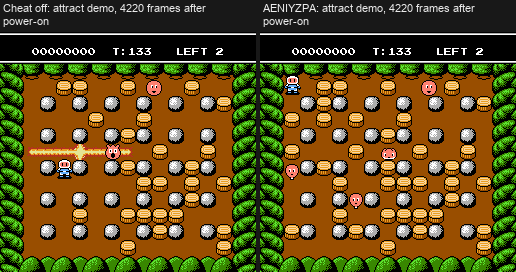 Cheat off: attract demo, 4220 frames after
power-on
AENIYZPA: attract demo, 4220 frames after
power-on
00000000 T:133 LEFT 2
00000000 T:133 LEFT 2